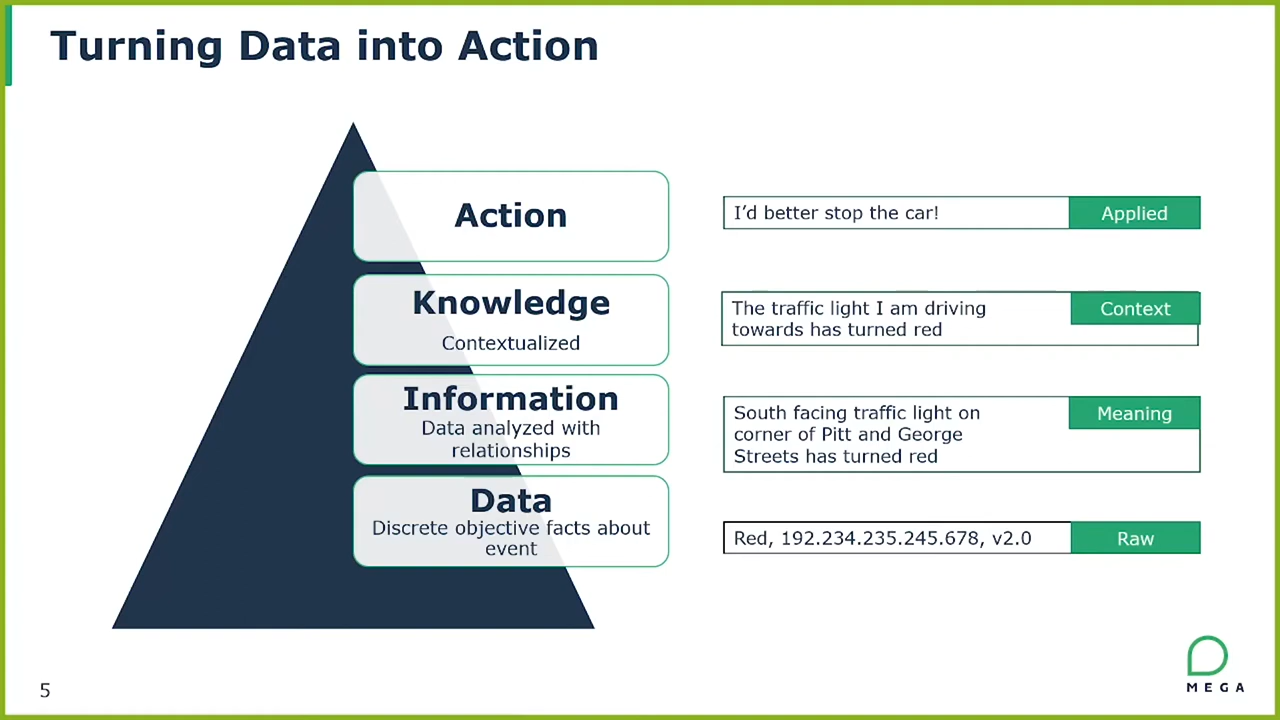 Turning Data into Action
Action
I’d better stop the car!
Applied
Knowledge
Contextualized
The traffic light I am driving
towards has turned red
Context
Information
Data analyzed with
relationships
South facing traffic light on
corner of Pitt and George
Streets has turned red
Meaning
Data
Discrete objective facts about
event
Red, 192.234.235.245.678, v2.0
Raw
5
MEGA